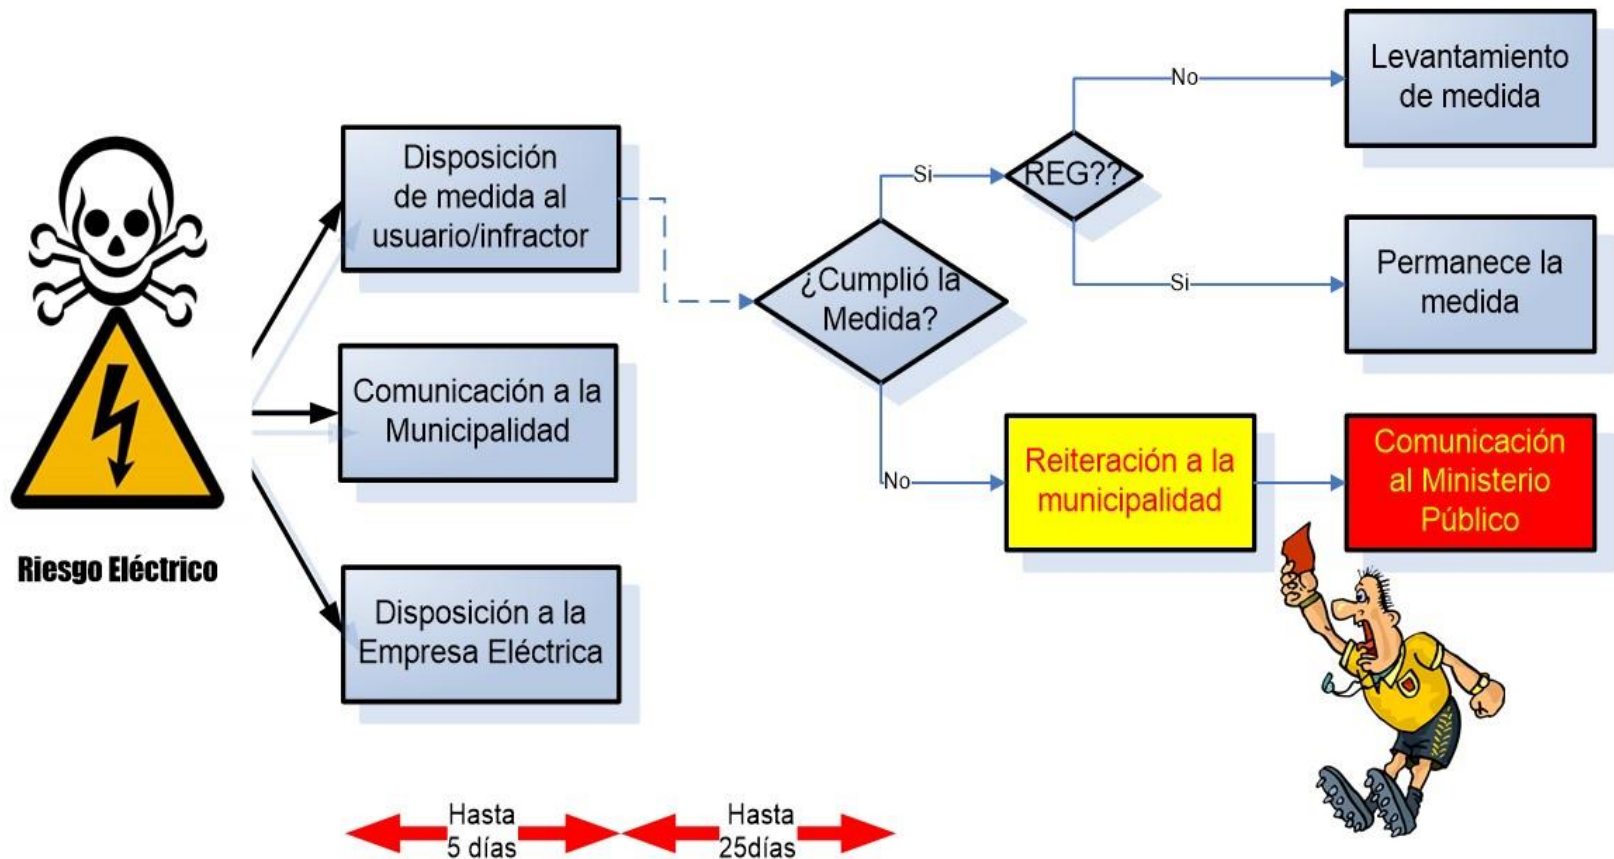 Riesgo Eléctrico
Disposición
de medida al
usuario/infractor
Comunicación a la
Municipalidad
Disposición a la
Empresa Eléctrica
¿Cumplió la
Medida?
Si
No
REG??
No
Si
Levantamiento
de medida
Permanece la
medida
Reiteración a la
municipalidad
Comunicación
al Ministerio
Público
Hasta
5 días
Hasta
25días